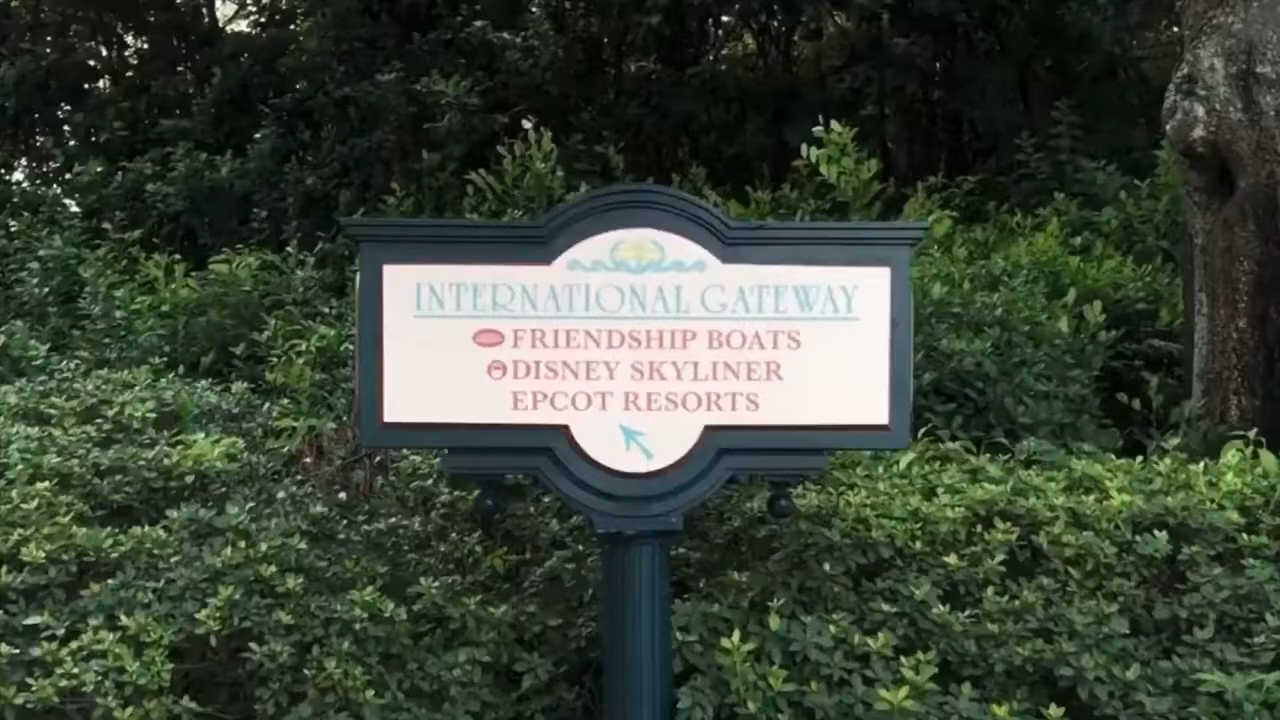 INTERNATIONAL GATEWAY
FRIENDSHIP BOATS
DISNEY SKYLINER
EPCOT RESORTS